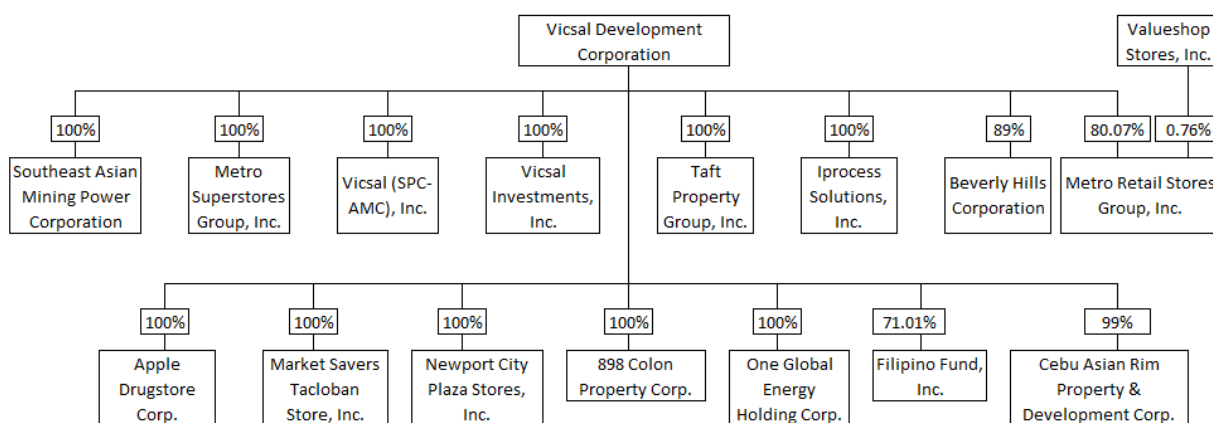 Vicsal Development
Corporation
Valueshop
Stores, Inc.
100%
100%
100%
100%
100%
100%
89%
80.07%
0.76%
Southeast Asian
Mining Power
Corporation
Metro
Superstores
Group, Inc.
Vicsal (SPC-
AMC), Inc.
Vicsal
Investments,
Inc.
Taft
Property
Group, Inc.
Iprocess
Solutions,
Inc.
Beverly Hills
Corporation
Metro Retail Stores
Group, Inc.
100%
100%
100%
100%
100%
71.01%
99%
Apple
Drugstore
Corp.
Market Savers
Tacloban
Store, Inc.
Newport City
Plaza Stores,
Inc.
898 Colon
Property Corp.
One Global
Energy
Holding Corp.
Filipino Fund,
Inc.
Cebu Asian Rim
Property &
Development Corp.